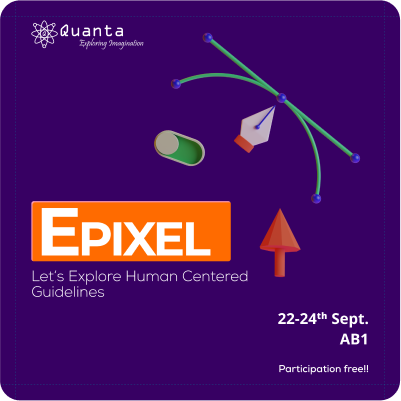 Quanta
Exploring Imagination
EPIXEL
Let's Explore Human Centered
Guidelines
22-24th Sept.
AB1
Participation free!!